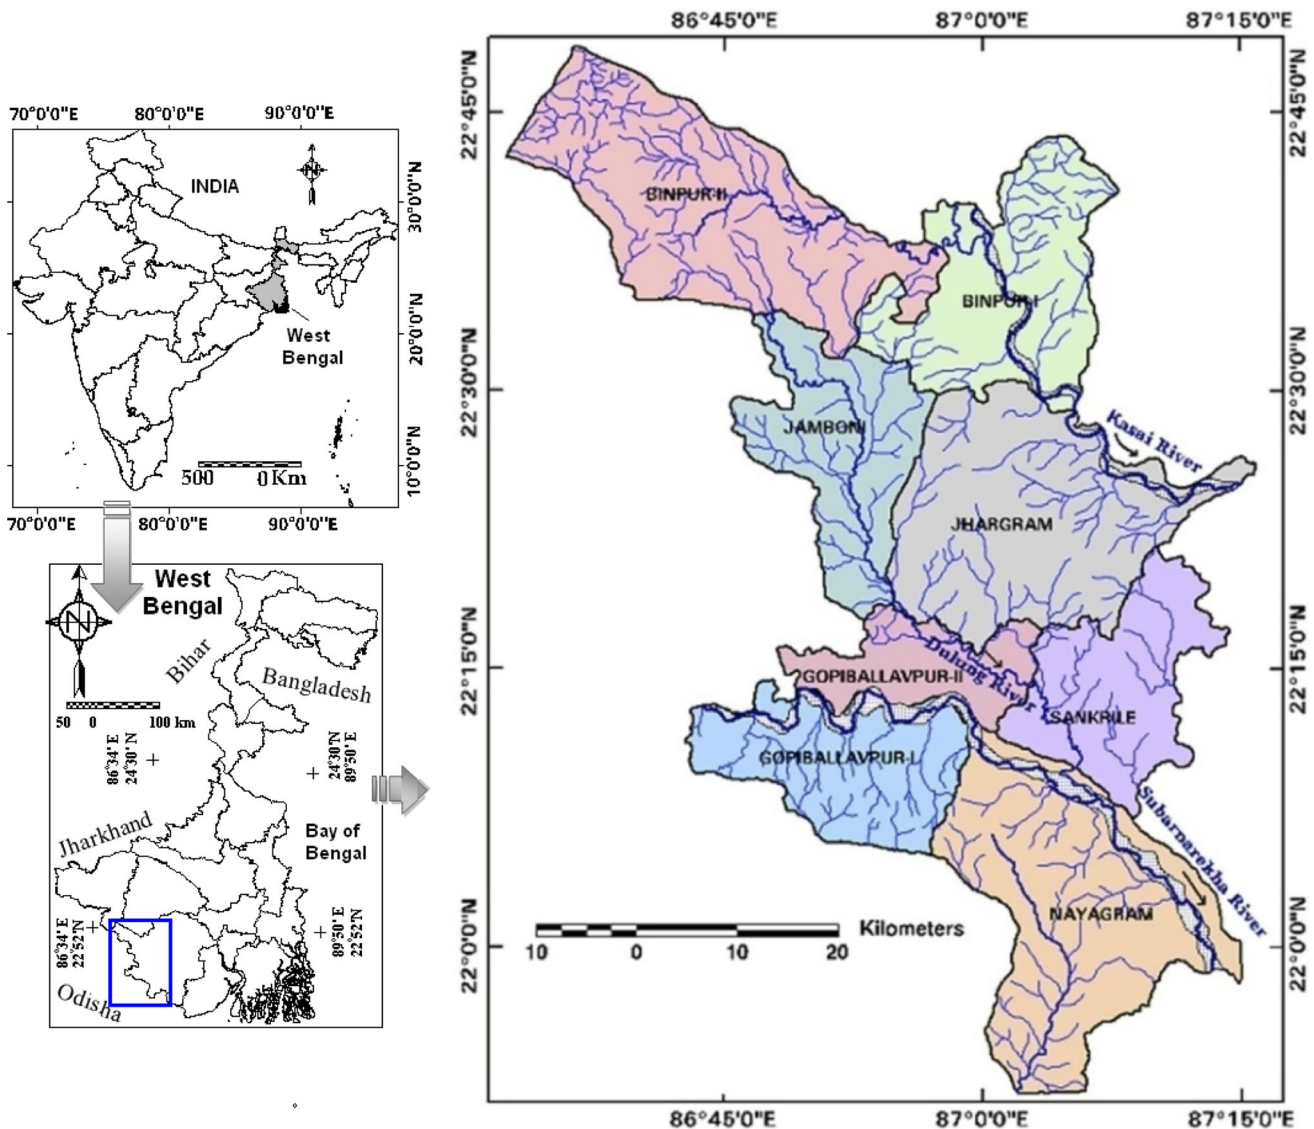 70°0'0"E 80°0'0"E 90°0'0"E
INDIA
N
30°0'0"N
20°0'0"N
10°0'0"N
West
Bengal
500 0 Km
70°0'0"E 80°0'0"E 90°0'0"E
West
Bengal
N
Bihar
Bangladesh
50 0 100 km
86°34' E
24°30' N
24°30'N
89°50' E
Jharkhand
Bay of
Bengal
86°34' E
22°52'N
89°50' E
22°52'N
Odisha
86°45'0"E 87°0'0"E 87°15'0"E
22°45'0"N 22°45'0"N
BINPUR-II
BINPUR-I
22°30'0"N 22°30'0"N
JAMBONI
Kasai River
JHARGRAM
22°15'0"N 22°15'0"N
Dulung River
GOPIBALLAVPUR-II
SANKRILE
GOPIBALLAVPUR-I
Subarnarekha River
NAYAGRAM
22°0'0"N 22°0'0"N
Kilometers
10 0 10 20
86°45'0"E 87°0'0"E 87°15'0"E